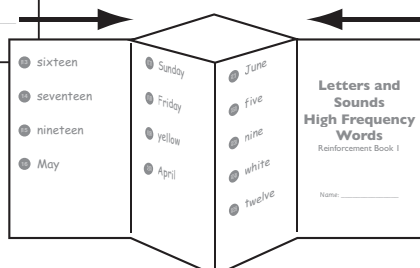 sixteen
seventeen
nineteen
May
Sunday
Friday
yellow
April
June
five
nine
white
twelve
Letters and
Sounds
High Frequency
Words
Reinforcement Book 1
Name: ________________